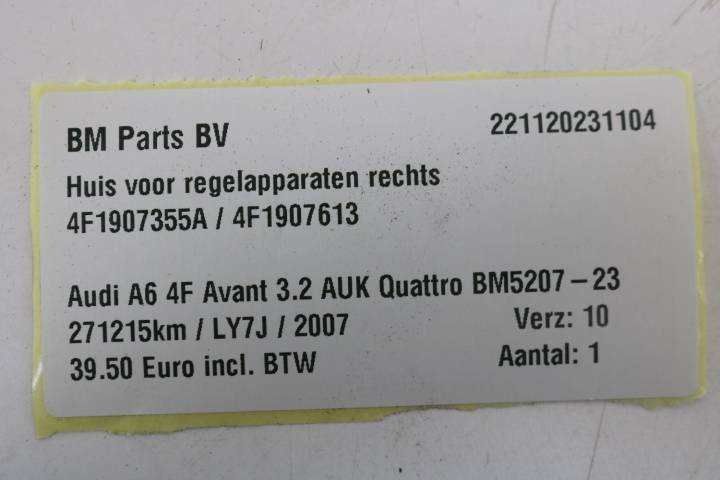 BM Parts BV 221120231104
Huis voor regelapparaten rechts
4F1907355A / 4F1907613
Audi A6 4F Avant 3.2 AUK Quattro BM5207-23
271215km / LY7J / 2007 Verz: 10
39.50 Euro incl. BTW Aantal: 1